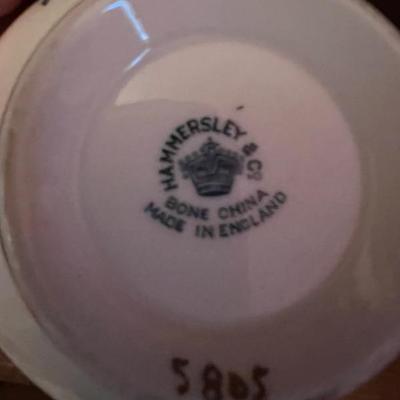 HAMMERSLEY & Co
BONE CHINA
MADE IN ENGLAND
5805